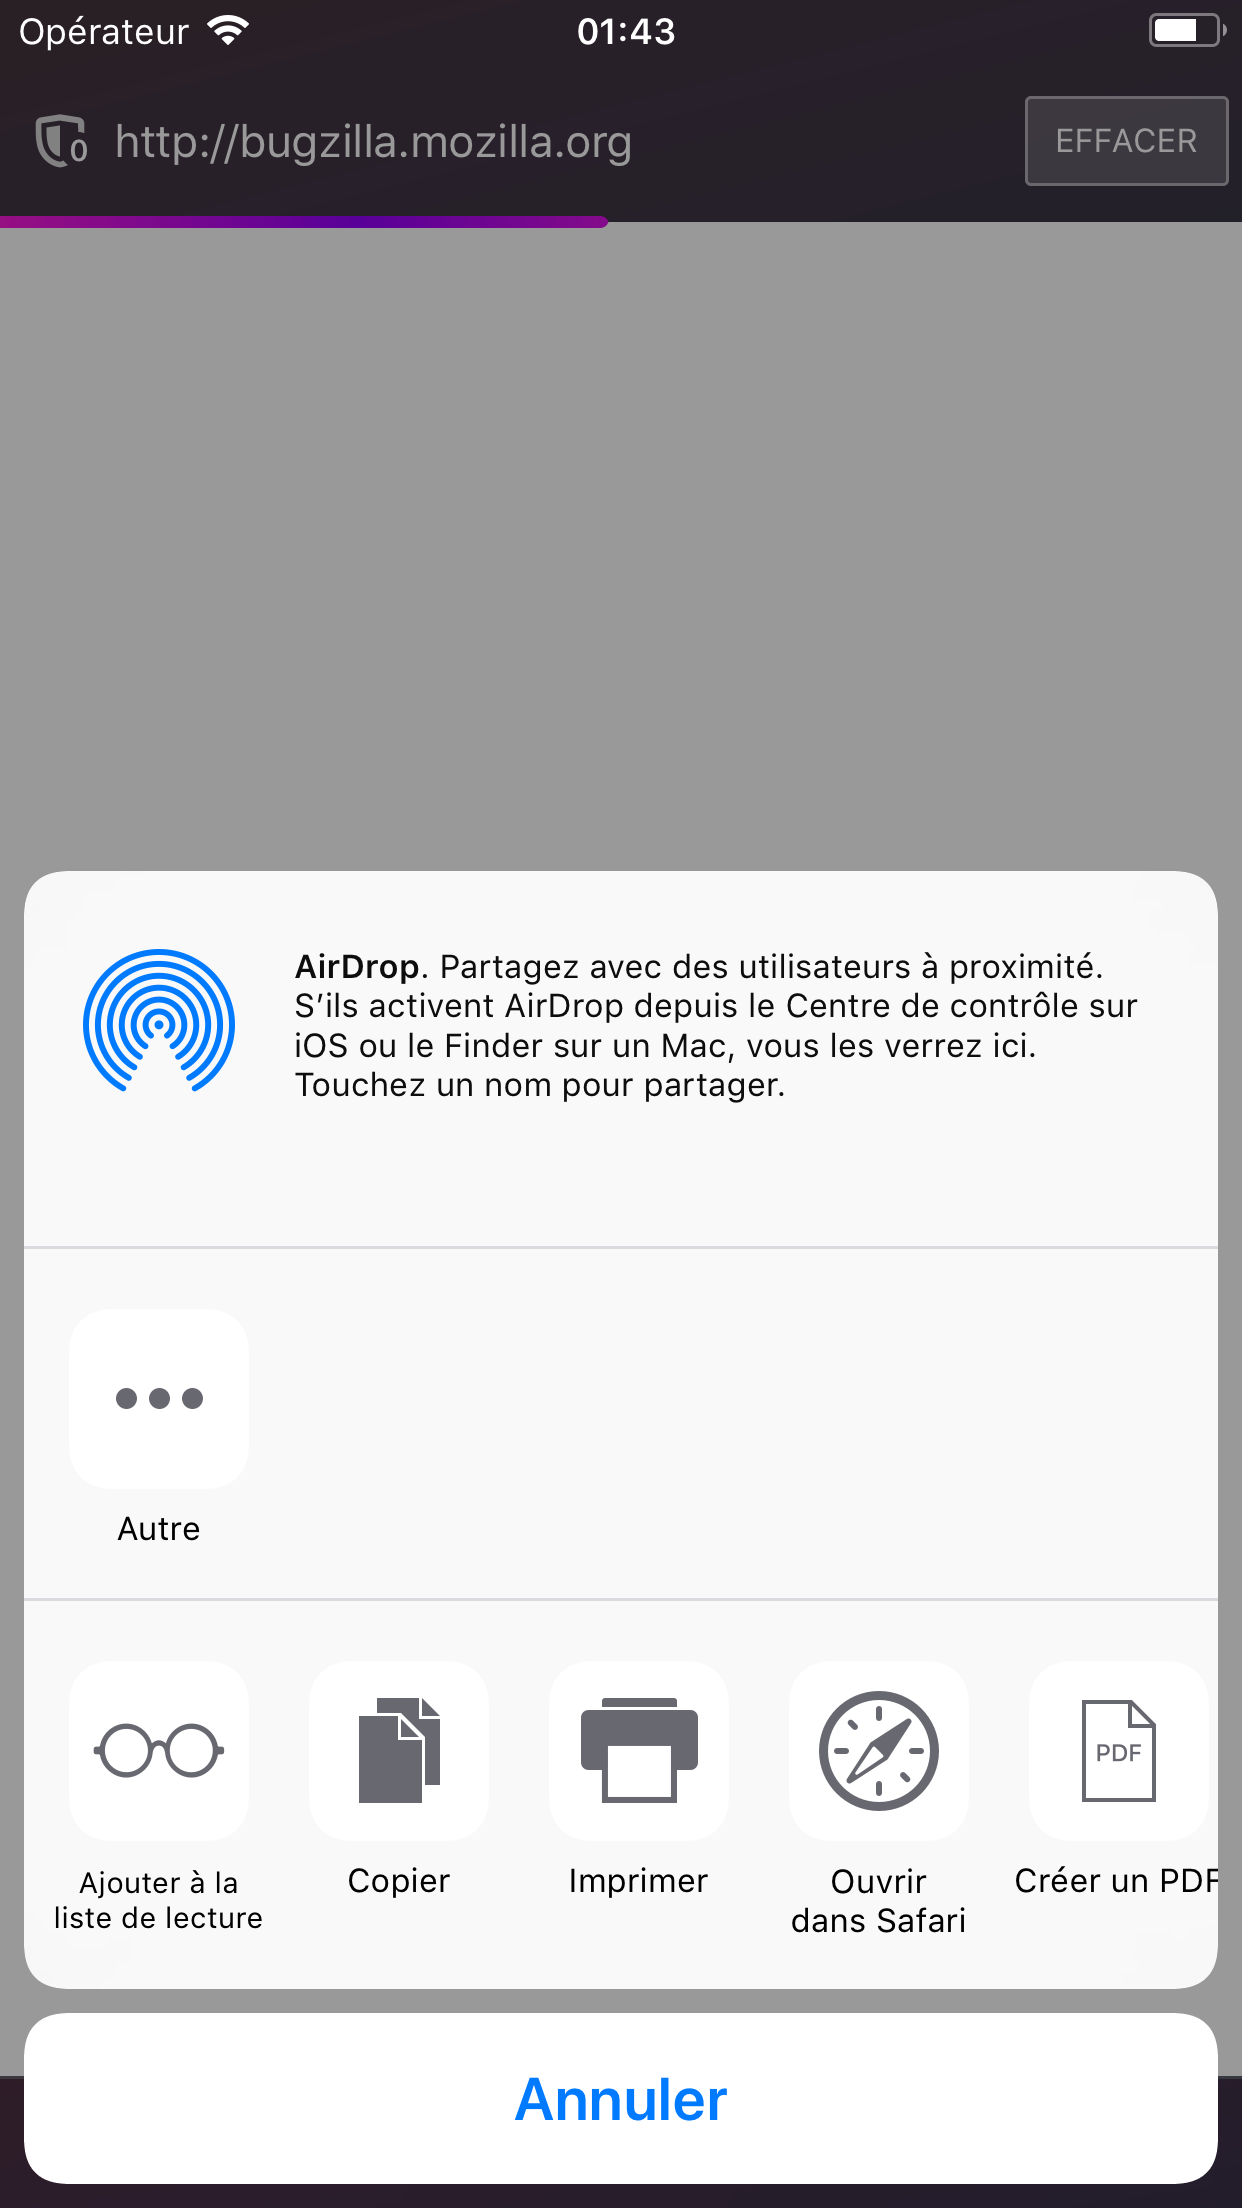 Opérateur 01:43
0 http://bugzilla.mozilla.org EFFACER
AirDrop. Partagez avec des utilisateurs à proximité.
S’ils activent AirDrop depuis le Centre de contrôle sur
iOS ou le Finder sur un Mac, vous les verrez ici.
Touchez un nom pour partager.
Autre
PDF
Ajouter à la
liste de lecture
Copier
Imprimer
Ouvrir
dans Safari
Créer un PDF
Annuler